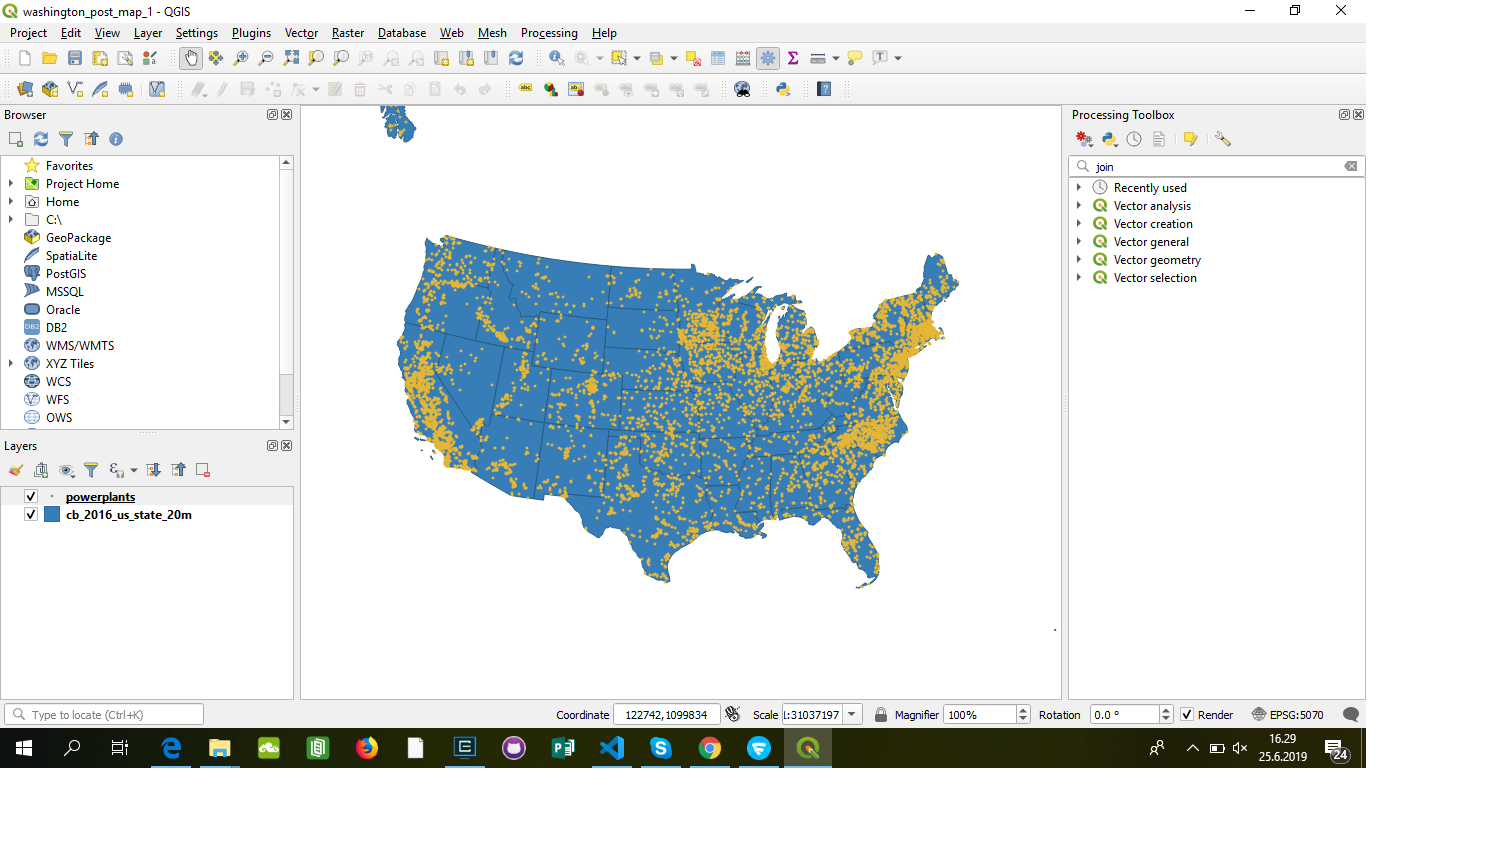 washington_post_map_1 - QGIS
Project Edit View Layer Settings Plugins Vector Raster Database Web Mesh Processing Help
Browser
Favorites
Project Home
Home
C:\
GeoPackage
SpatiaLite
PostGIS
MSSQL
Oracle
DB2
DB2
WMS/WMTS
XYZ Tiles
WCS
WFS
OWS
Layers
powerplants
cb_2016_us_state_20m
Processing Toolbox
join
Recently used
Vector analysis
Vector creation
Vector general
Vector geometry
Vector selection
Type to locate (Ctrl+K)
Coordinate 122742,1099834 Scale 1:31037197 Magnifier 100% Rotation 0.0 ° Render EPSG:5070
16.29
25.6.2019
24